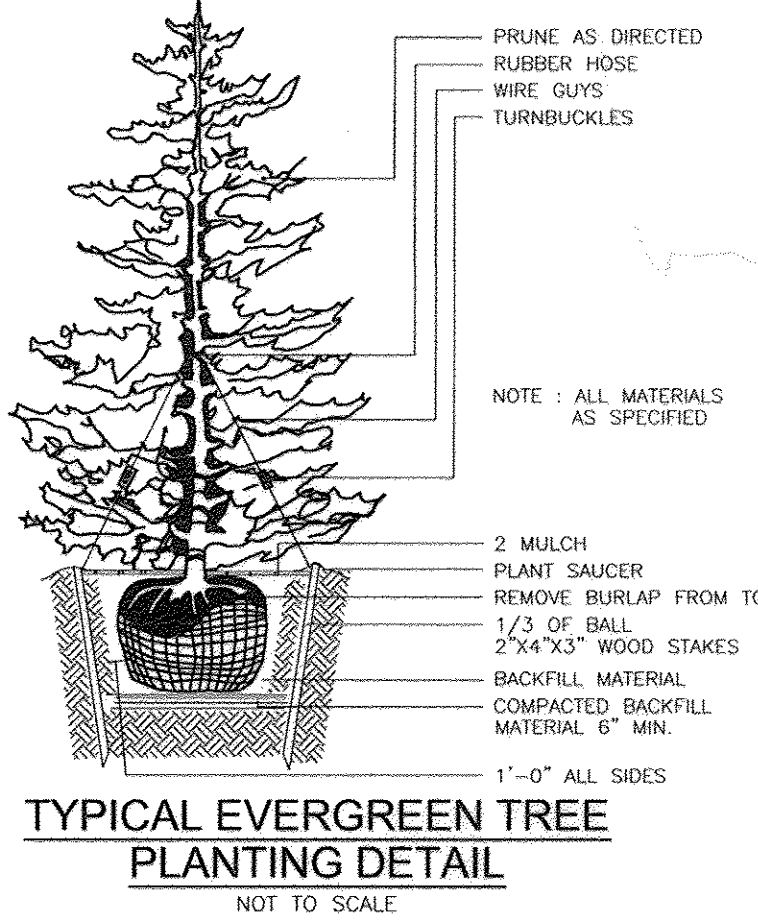 PRUNE AS DIRECTED
RUBBER HOSE
WIRE GUYS
TURNBUCKLES
NOTE : ALL MATERIALS
AS SPECIFIED
2 MULCH
PLANT SAUCER
REMOVE BURLAP FROM TO
1/3 OF BALL
2"X4"X3" WOOD STAKES
BACKFILL MATERIAL
COMPACTED BACKFILL
MATERIAL 6" MIN.
1'-0" ALL SIDES
TYPICAL EVERGREEN TREE
PLANTING DETAIL
NOT TO SCALE